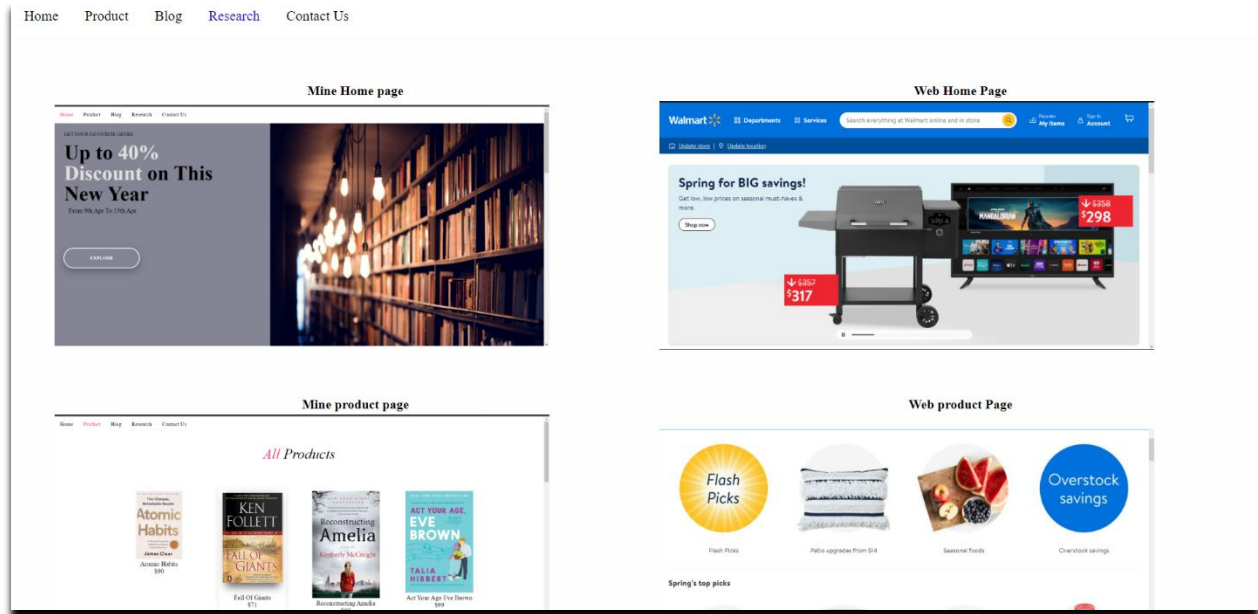 Home Product Blog Research Contact Us
Mine Home page
Home Product Blog Research Contact Us
GET YOUR FAVOURITE GENRE
Up to 40%
Discount on This
New Year
From 9th Apr To 15th Apr
EXPLORE
Web Home Page
Walmart Departments Services Search everything at Walmart online and in store Reorder My Items Sign In Account
Update store | Update location
Spring for BIG savings!
Get low, low prices on seasonal must-haves &
more.
Shop now
MANDALORIAN
$358
$298
$357
$317
Mine product page
Home Product Blog Research Contact Us
All Products
Atomic
Habits
James Clear
Atomic Habits
$90
KEN
FOLLETT
FALL OF
GIANTS
Fall Of Giants
$71
Reconstructing
Amelia
Kimberly McCreight
Reconstructing Amelia
ACT YOUR AGE,
EVE
BROWN
TALIA
HIBBERT
Act Your Age Eve Brown
$99
Web product Page
Flash
Picks
Flash Picks
Patio upgrades from $14
Seasonal foods
Overstock
savings
Overstock savings
Spring's top picks